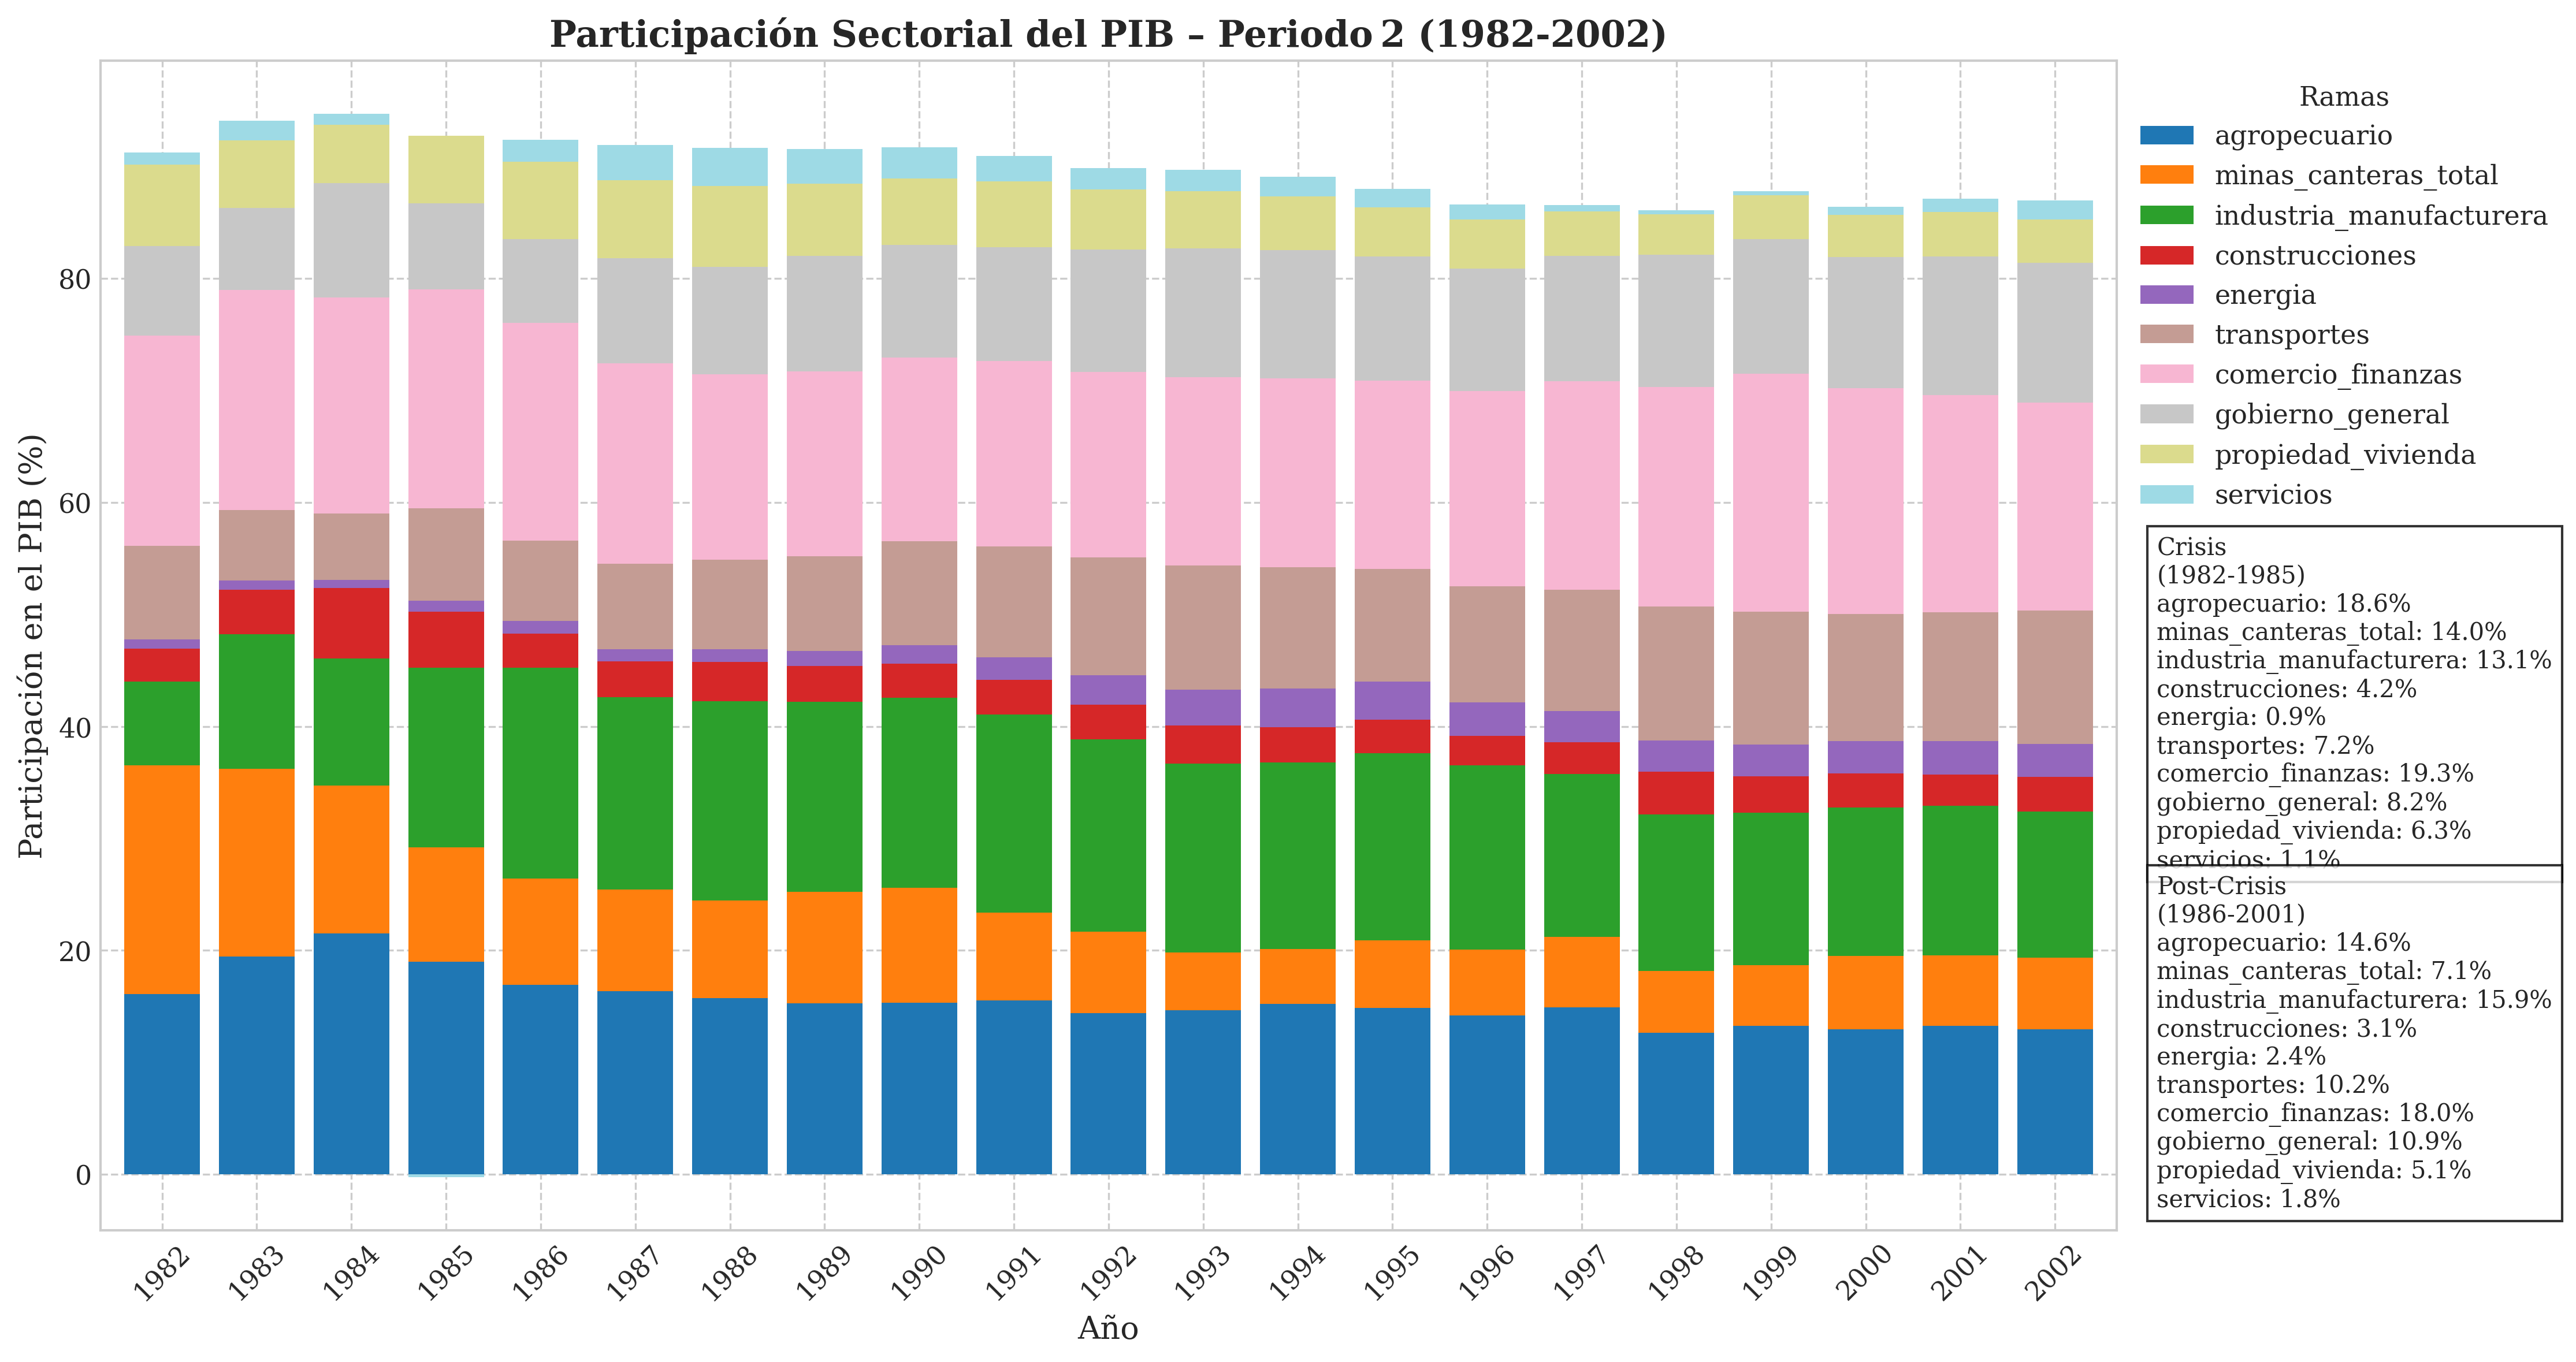 Participación Sectorial del PIB – Periodo 2 (1982-2002)
Participación en el PIB (%)
80
60
40
20
0
1982
1983
1984
1985
1986
1987
1988
1989
1990
1991
1992
1993
1994
1995
1996
1997
1998
1999
2000
2001
2002
Año
Ramas
agropecuario
minas_canteras_total
industria_manufacturera
construcciones
energia
transportes
comercio_finanzas
gobierno_general
propiedad_vivienda
servicios
Crisis
(1982-1985)
agropecuario: 18.6%
minas_canteras_total: 14.0%
industria_manufacturera: 13.1%
construcciones: 4.2%
energia: 0.9%
transportes: 7.2%
comercio_finanzas: 19.3%
gobierno_general: 8.2%
propiedad_vivienda: 6.3%
servicios: 1.1%
Post-Crisis
(1986-2001)
agropecuario: 14.6%
minas_canteras_total: 7.1%
industria_manufacturera: 15.9%
construcciones: 3.1%
energia: 2.4%
transportes: 10.2%
comercio_finanzas: 18.0%
gobierno_general: 10.9%
propiedad_vivienda: 5.1%
servicios: 1.8%